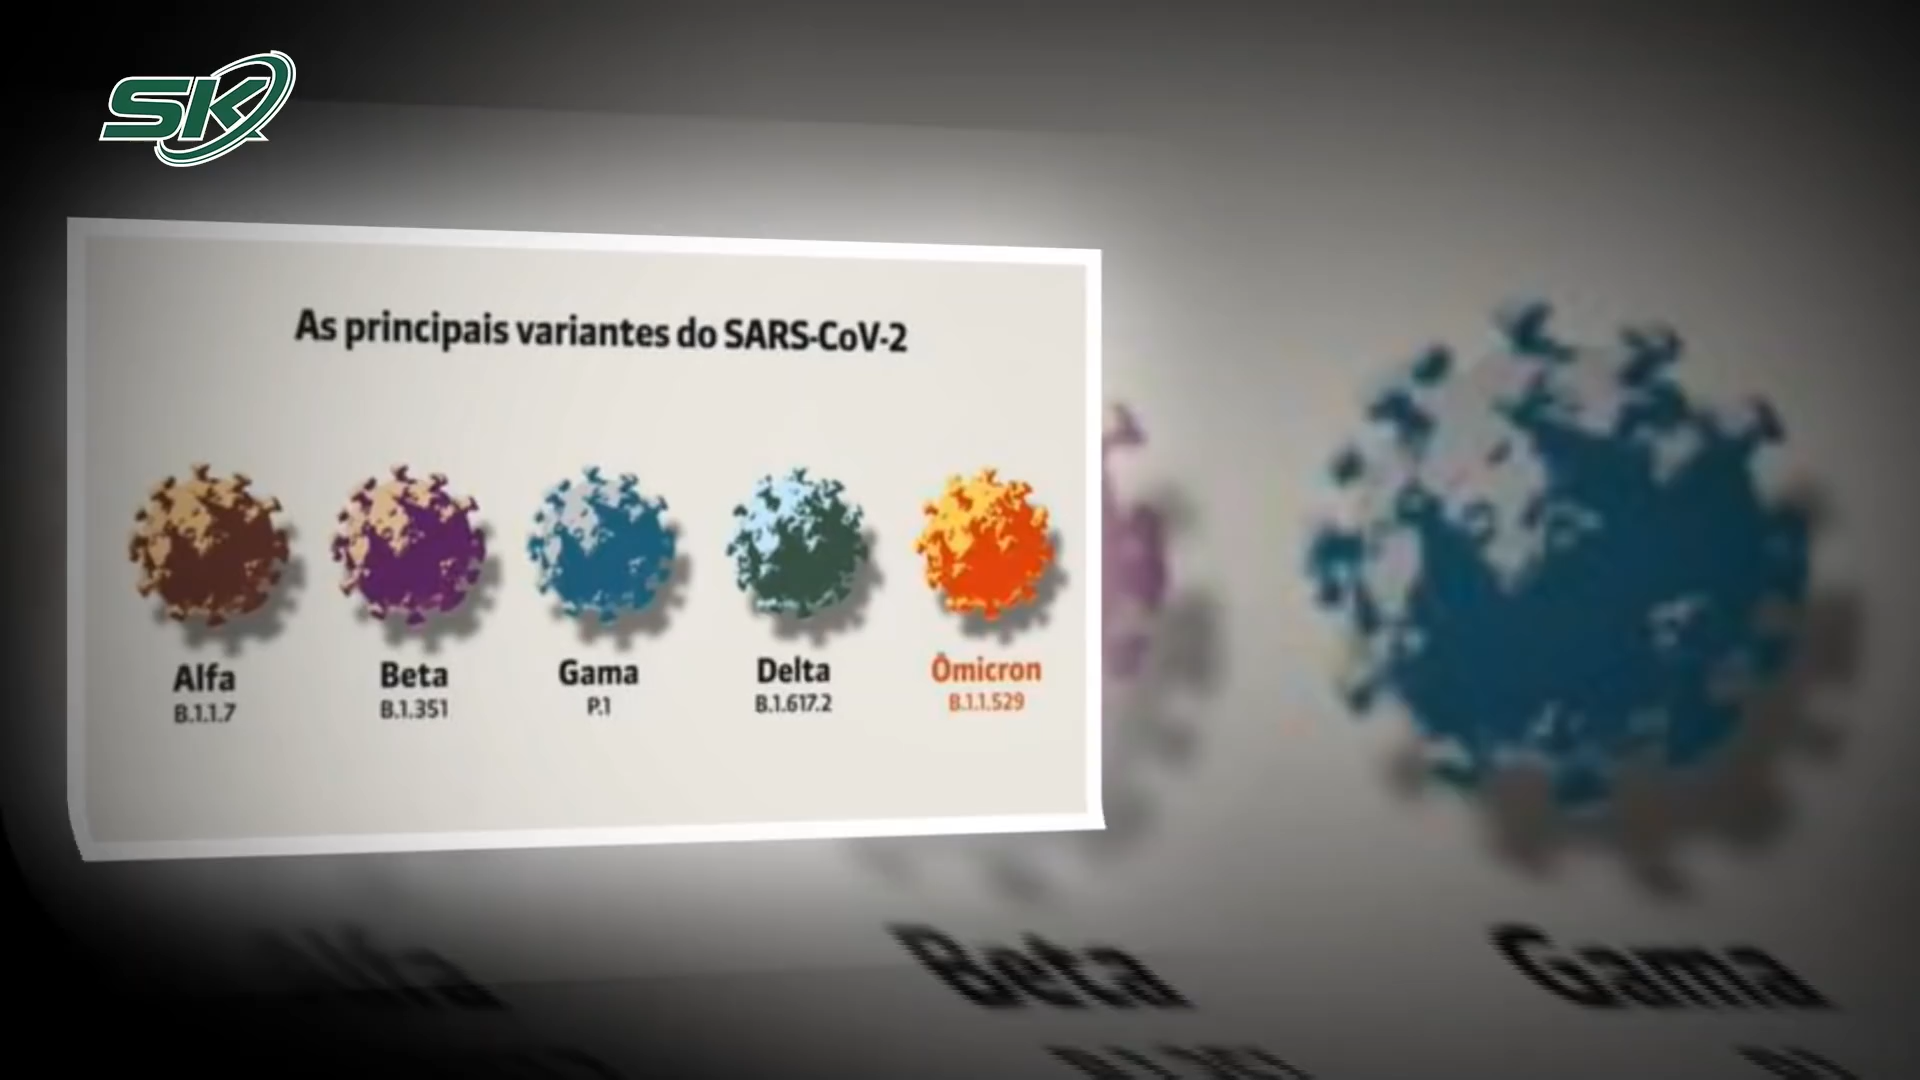 SK
As principais variantes do SARS-CoV-2
Alfa
B.1.1.7
Beta
B.1.351
Gama
P.1
Delta
B.1.617.2
Ômicron
B.1.1.529
Alfa
Beta
Gama